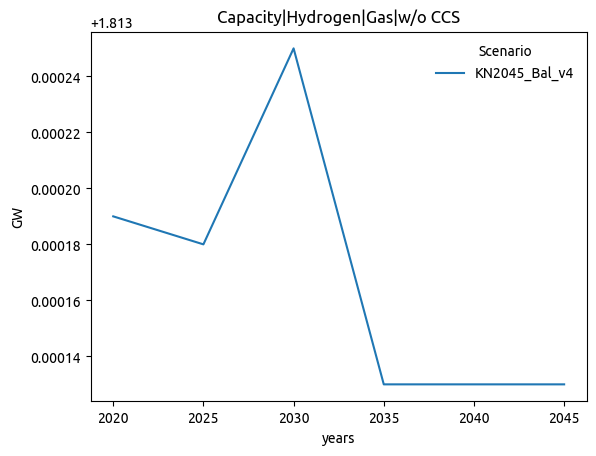 Capacity|Hydrogen|Gas|w/o CCS
+1.813
Scenario
KN2045_Bal_v4
0.00024
0.00022
0.00020
0.00018
0.00016
0.00014
GW
2020 2025 2030 2035 2040 2045
years